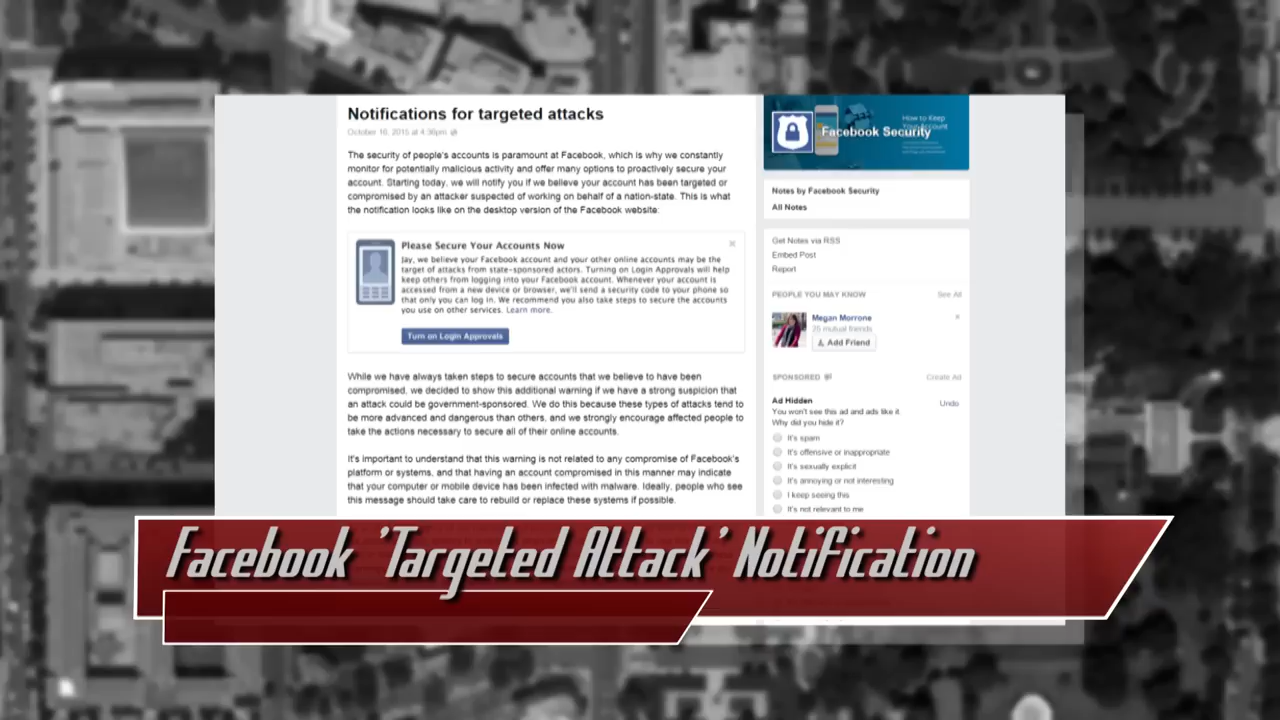 Notifications for targeted attacks
October 16, 2015 at 4:36pm
The security of people's accounts is paramount at Facebook, which is why we constantly
monitor for potentially malicious activity and offer many options to proactively secure your
account. Starting today, we will notify you if we believe your account has been targeted or
compromised by an attacker suspected of working on behalf of a nation-state. This is what
the notification looks like on the desktop version of the Facebook website:
Please Secure Your Accounts Now
Jay, we believe your Facebook account and your other online accounts may be the
target of attacks from state-sponsored actors. Turning on Login Approvals will help
keep others from logging into your Facebook account. Whenever your account is
accessed from a new device or browser, we'll send a security code to your phone so
that only you can log in. We recommend you also take steps to secure the accounts
you use on other services. Learn more.
Turn on Login Approvals
While we have always taken steps to secure accounts that we believe to have been
compromised, we decided to show this additional warning if we have a strong suspicion that
an attack could be government-sponsored. We do this because these types of attacks tend to
be more advanced and dangerous than others, and we strongly encourage affected people to
take the actions necessary to secure all of their online accounts.
It's important to understand that this warning is not related to any compromise of Facebook's
platform or systems, and that having an account compromised in this manner may indicate
that your computer or mobile device has been infected with malware. Ideally, people who see
this message should take care to rebuild or replace these systems if possible.
How to Keep
Your Account
Facebook Security
Notes by Facebook Security
All Notes
Get Notes via RSS
Embed Post
Report
PEOPLE YOU MAY KNOW See All
Megan Morrone
25 mutual friends
Add Friend
SPONSORED Create Ad
Ad Hidden Undo
You won't see this ad and ads like it.
Why did you hide it?
It's spam
It's offensive or inappropriate
It's sexually explicit
It's annoying or not interesting
I keep seeing this
It's not relevant to me
Facebook 'Targeted Attack' Notification